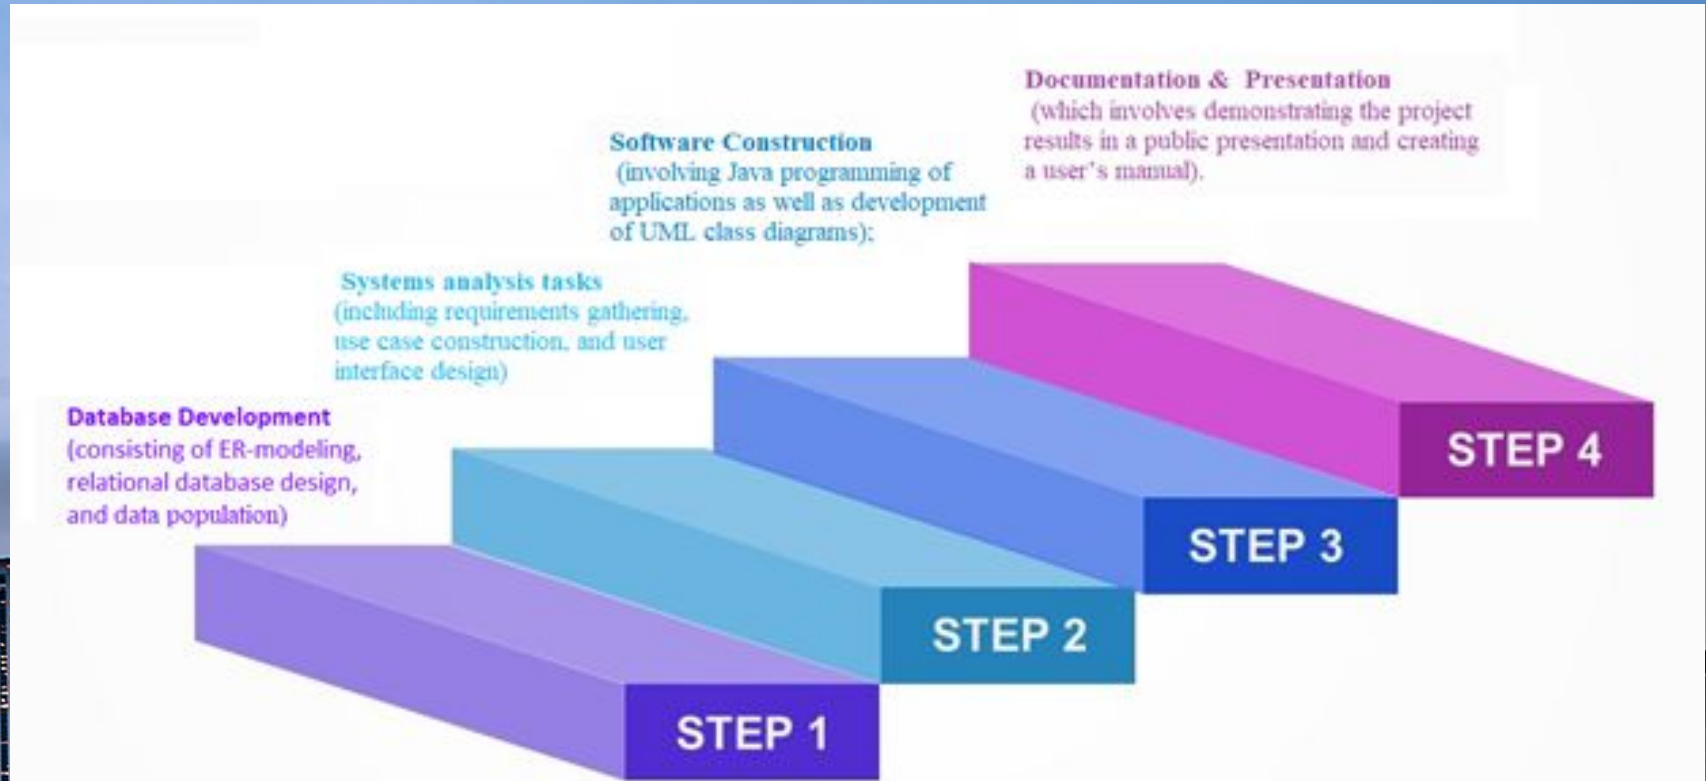 Database Development
(consisting of ER-modeling,
relational database design,
and data population)
Systems analysis tasks
(including requirements gathering,
use case construction, and user
interface design)
Software Construction
(involving Java programming of
applications as well as development
of UML class diagrams);
Documentation & Presentation
(which involves demonstrating the project
results in a public presentation and creating
a user's manual).
STEP 1
STEP 2
STEP 3
STEP 4